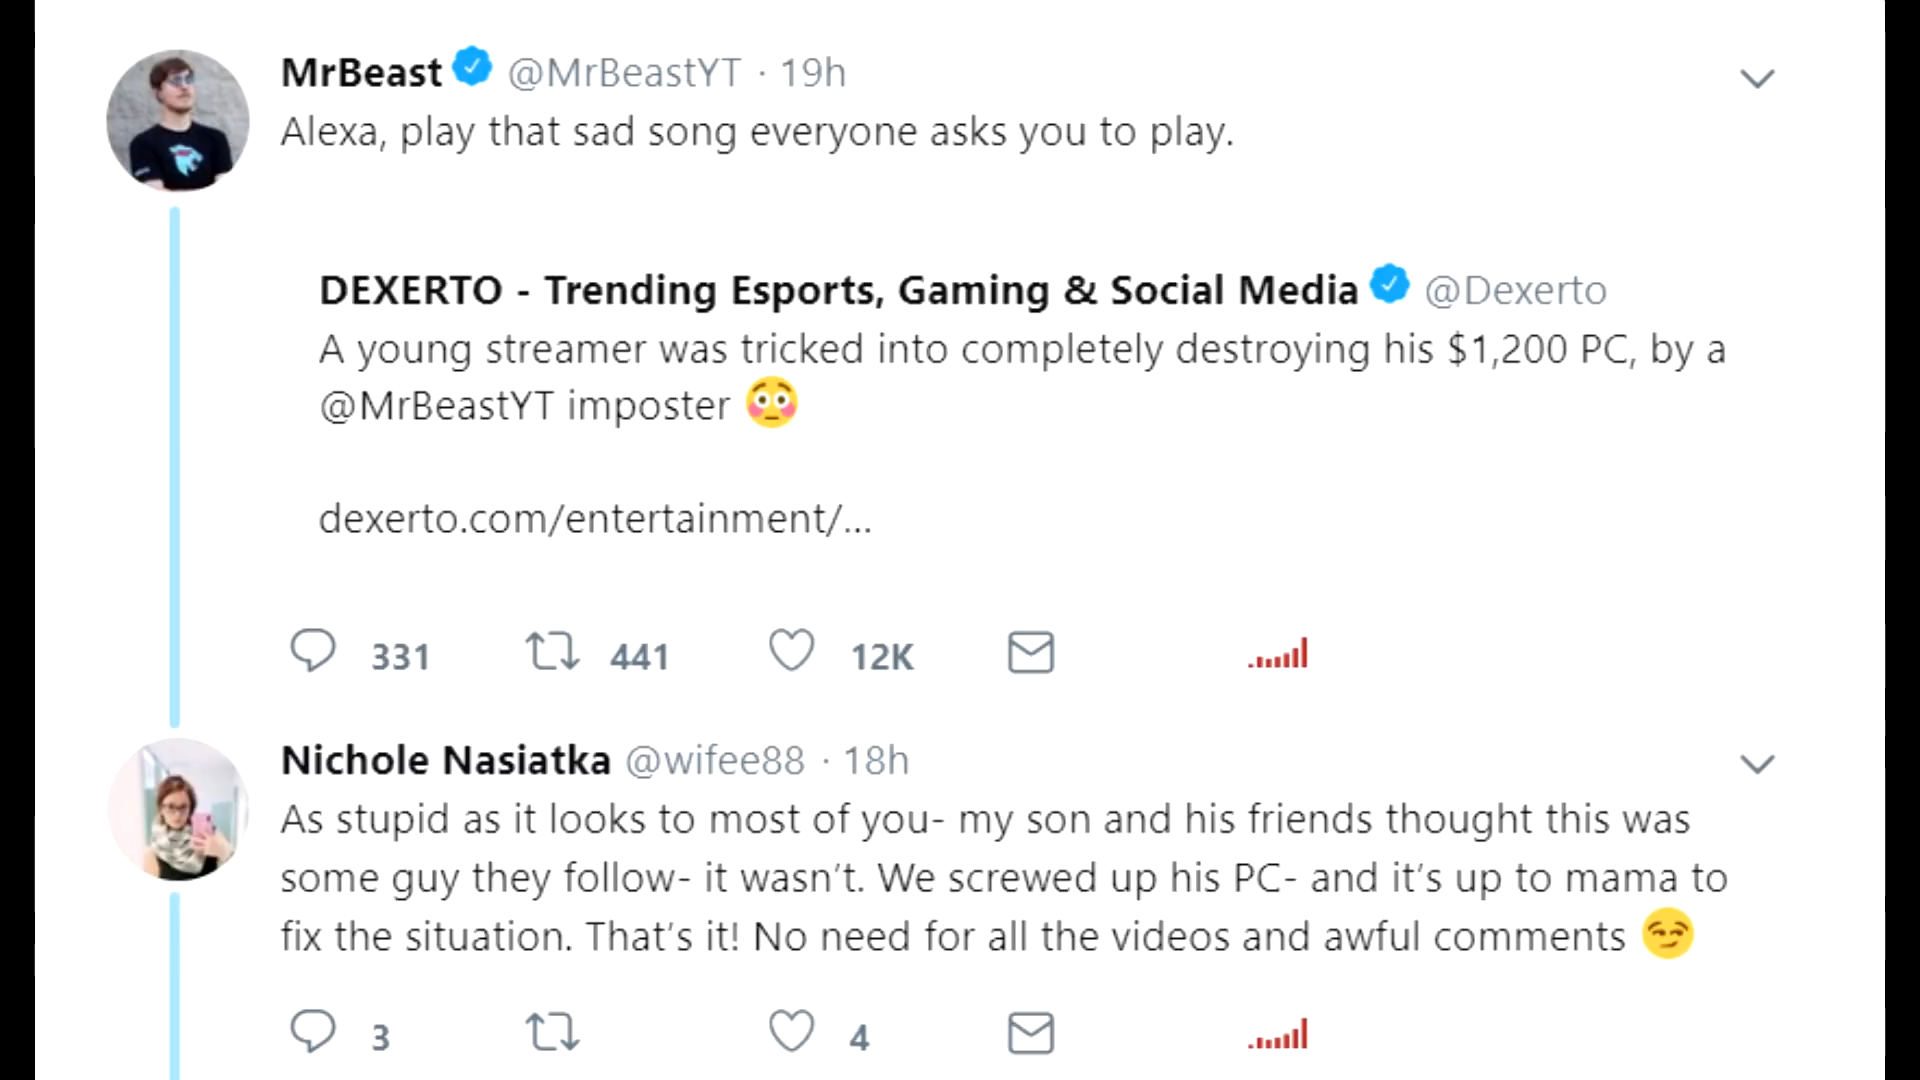 MrBeast @MrBeastYT · 19h
Alexa, play that sad song everyone asks you to play.
DEXERTO - Trending Esports, Gaming & Social Media @Dexerto
A young streamer was tricked into completely destroying his $1,200 PC, by a
@MrBeastYT imposter 😳
dexerto.com/entertainment/...
331 441 12K
Nichole Nasiatka @wifee88 · 18h
As stupid as it looks to most of you- my son and his friends thought this was
some guy they follow- it wasn't. We screwed up his PC- and it's up to mama to
fix the situation. That's it! No need for all the videos and awful comments 😏
3 4